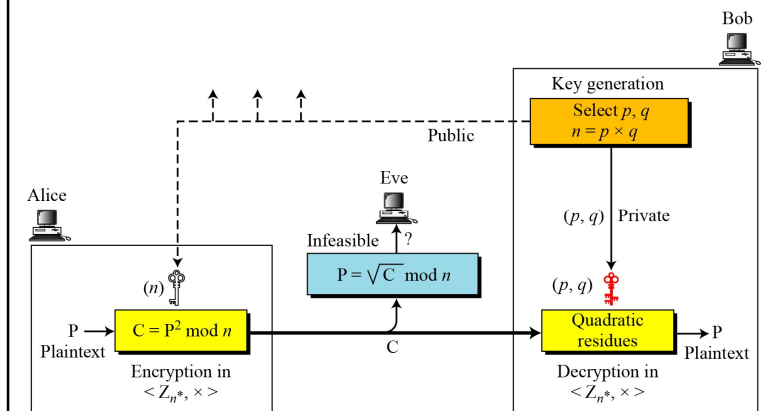 Bob
Key generation
Select p, q
n = p × q
Public
Eve
Alice
(p, q) Private
Infeasible
?
P = √C mod n
(n)
(p, q)
P
Plaintext
C = P² mod n
C
Quadratic
residues
P
Plaintext
Encryption in
< Zn*, × >
Decryption in
< Zn*, × >